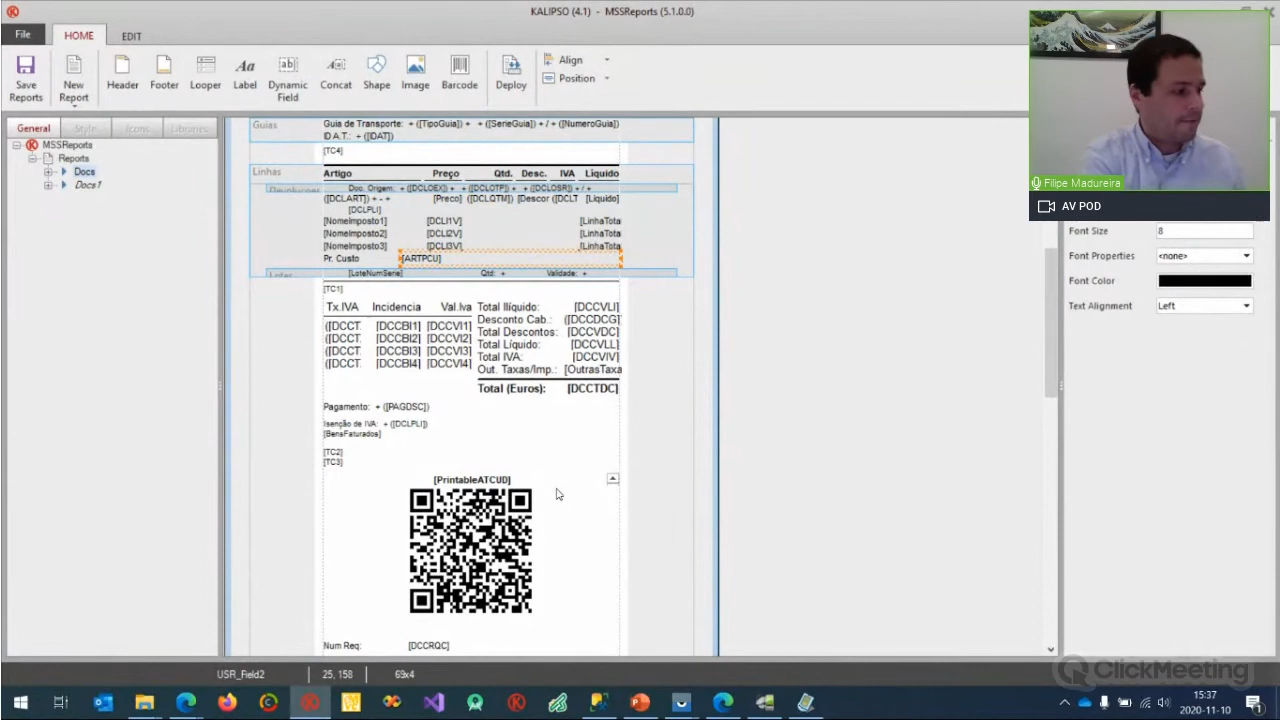 KALIPSO (4.1) - MSSReports (5.1.0.0)
File
HOME
EDIT
Save Reports
New Report
Header
Footer
Looper
Label
Dynamic Field
Concat
Shape
Image
Barcode
Deploy
Align
Position
Filipe Madureira
AV POD
General
Style
Icons
Libraries
MSSReports
Reports
Docs
Docs1
Guias
Guia de Transporte: + ([TipoGuia]) + + ([SerieGuia]) + / + ([NumeroGuia])
ID A.T.: + ([IDAT])
[TC4]
Linhas
Artigo Preço Qtd. Desc. IVA Liquido
Doc. Origem: + ([DCLOEX]) + + ([DCLOTP]) + + ([DCLOSR]) + / +
([DCLART]) + - + [Preco] ([DCLQTM]) [Descor ([DCLT [Liquido]
[DCLPLI]
[NomeImposto1] [DCLI1V] [LinhaTota
[NomeImposto2] [DCLI2V] [LinhaTota
[NomeImposto3] [DCLI3V] [LinhaTota
Pr. Custo [ARTPCU]
Lotes [LoteNumSerie] Qtd: + Validade: +
[TC1]
Tx.IVA Incidencia Val.Iva
([DCCT. [DCCBI1] [DCCVI1]
([DCCT. [DCCBI2] [DCCVI2]
([DCCT. [DCCBI3] [DCCVI3]
([DCCT. [DCCBI4] [DCCVI4]
Total Ilíquido: [DCCVLI]
Desconto Cab.: ([DCCDCG]
Total Descontos: [DCCVDC]
Total Líquido: [DCCVLL]
Total IVA: [DCCVIV]
Out. Taxas/Imp.: [OutrasTaxa
Total (Euros): [DCCTDC]
Pagamento: + ([PAGDSC])
Isenção de IVA: + ([DCLPLI])
[BensFaturados]
[TC2]
[TC3]
[PrintableATCUD]
Num Req: [DCCRQC]
Font Size 8
Font Properties <none>
Font Color
Text Alignment Left
USR_Field2 25, 158 69x4
ClickMeeting
15:37
2020-11-10